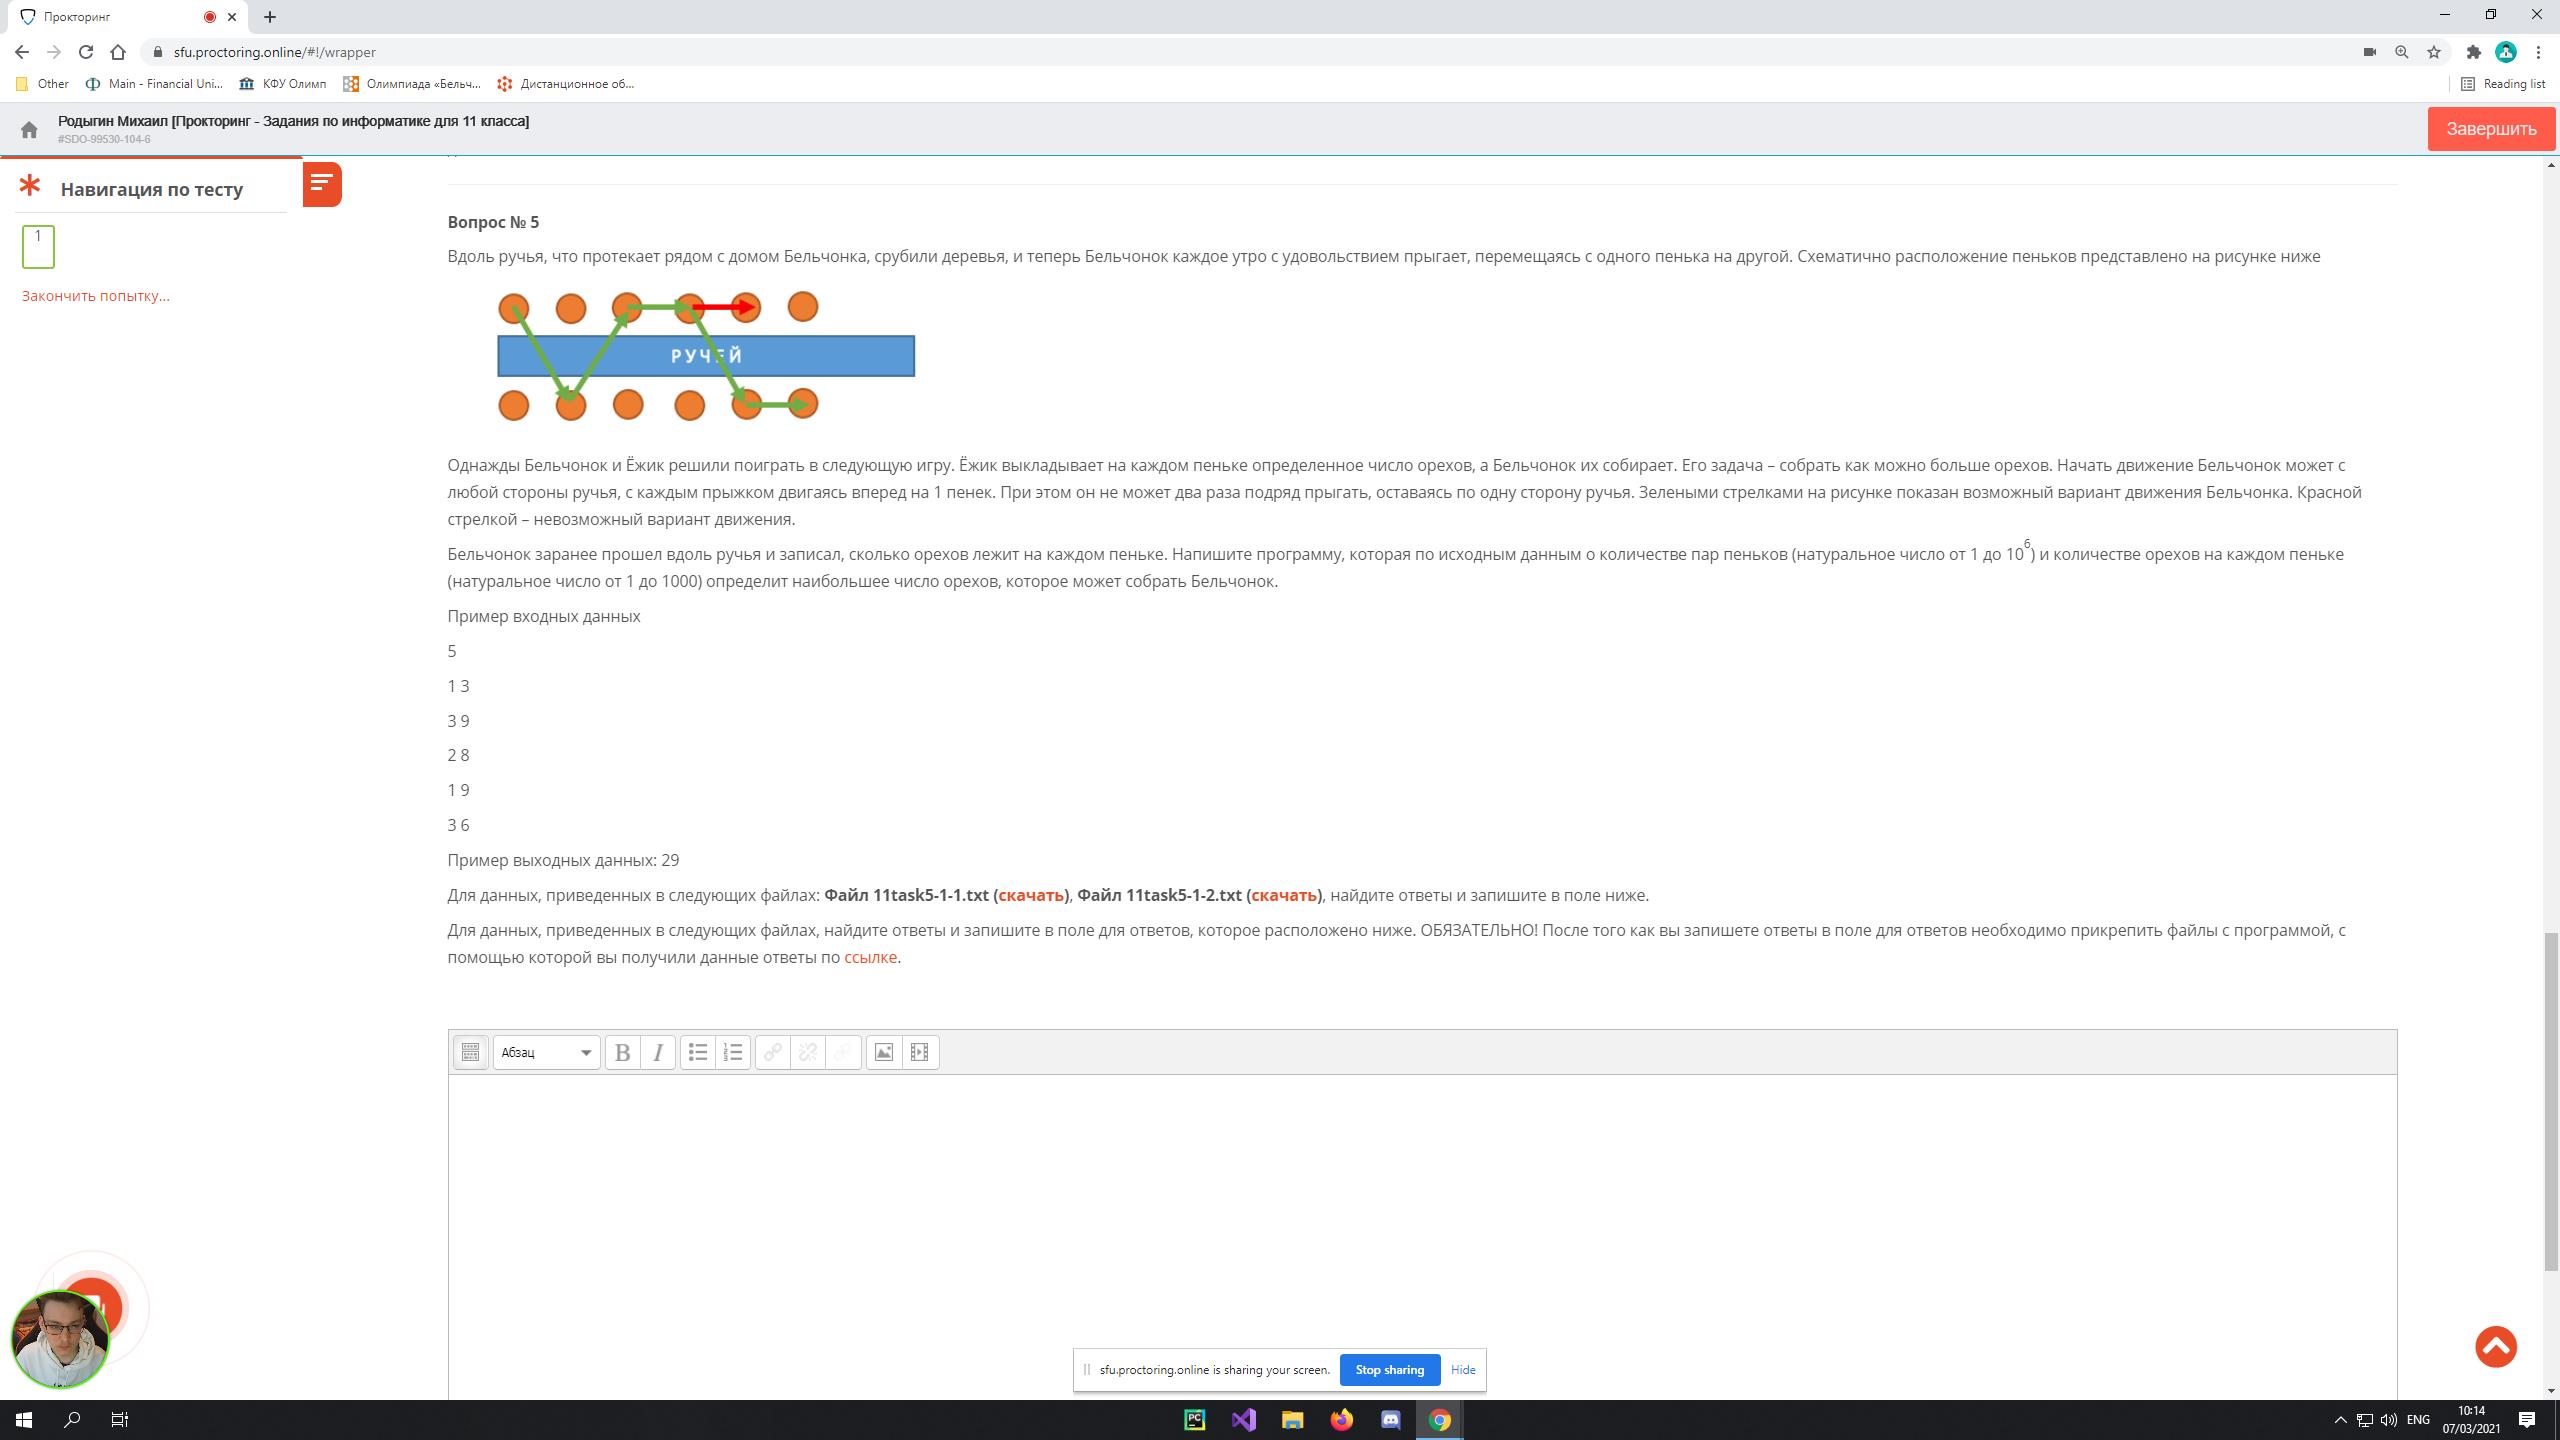 Прокторинг
sfu.proctoring.online/#!/wrapper
Other
Main - Financial Uni...
КФУ Олимп
Олимпиада «Бельч...
Дистанционное об...
Reading list
Родыгин Михаил [Прокторинг - Задания по информатике для 11 класса]
#SDO-99530-104-6
Завершить
Навигация по тесту
1
Закончить попытку...
Вопрос № 5
Вдоль ручья, что протекает рядом с домом Бельчонка, срубили деревья, и теперь Бельчонок каждое утро с удовольствием прыгает, перемещаясь с одного пенька на другой. Схематично расположение пеньков представлено на рисунке ниже
РУЧЕЙ
Однажды Бельчонок и Ёжик решили поиграть в следующую игру. Ёжик выкладывает на каждом пеньке определенное число орехов, а Бельчонок их собирает. Его задача – собрать как можно больше орехов. Начать движение Бельчонок может с
любой стороны ручья, с каждым прыжком двигаясь вперед на 1 пенек. При этом он не может два раза подряд прыгать, оставаясь по одну сторону ручья. Зелеными стрелками на рисунке показан возможный вариант движения Бельчонка. Красной
стрелкой – невозможный вариант движения.
Бельчонок заранее прошел вдоль ручья и записал, сколько орехов лежит на каждом пеньке. Напишите программу, которая по исходным данным о количестве пар пеньков (натуральное число от 1 до 10⁶) и количестве орехов на каждом пеньке
(натуральное число от 1 до 1000) определит наибольшее число орехов, которое может собрать Бельчонок.
Пример входных данных
5
1 3
3 9
2 8
1 9
3 6
Пример выходных данных: 29
Для данных, приведенных в следующих файлах: Файл 11task5-1-1.txt (скачать), Файл 11task5-1-2.txt (скачать), найдите ответы и запишите в поле ниже.
Для данных, приведенных в следующих файлах, найдите ответы и запишите в поле для ответов, которое расположено ниже. ОБЯЗАТЕЛЬНО! После того как вы запишете ответы в поле для ответов необходимо прикрепить файлы с программой, с
помощью которой вы получили данные ответы по ссылке.
Абзац
B I
sfu.proctoring.online is sharing your screen.
Stop sharing
Hide
PC
ENG
10:14
07/03/2021